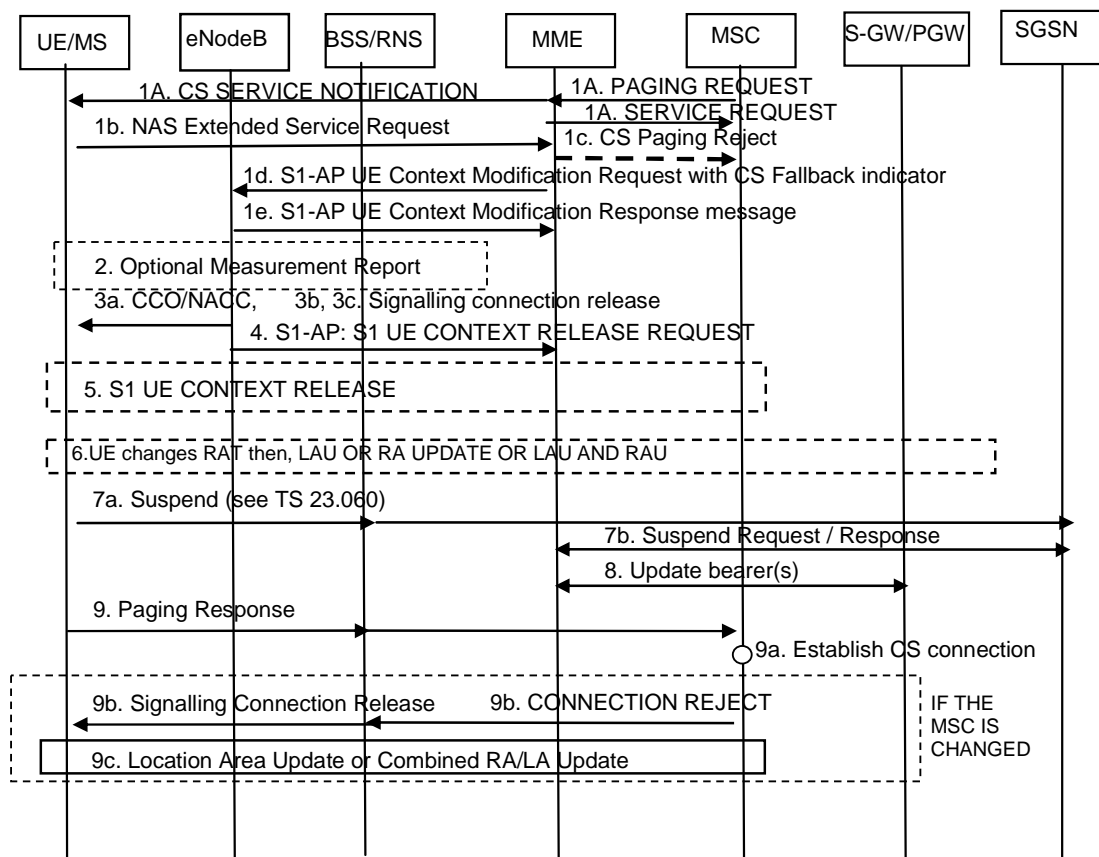 UE/MS
eNodeB
BSS/RNS
MME
MSC
S-GW/PGW
SGSN
1A. CS SERVICE NOTIFICATION
1A. PAGING REQUEST
1A. SERVICE REQUEST
1b. NAS Extended Service Request
1c. CS Paging Reject
1d. S1-AP UE Context Modification Request with CS Fallback indicator
1e. S1-AP UE Context Modification Response message
2. Optional Measurement Report
3a. CCO/NACC, 3b, 3c. Signalling connection release
4. S1-AP: S1 UE CONTEXT RELEASE REQUEST
5. S1 UE CONTEXT RELEASE
6.UE changes RAT then, LAU OR RA UPDATE OR LAU AND RAU
7a. Suspend (see TS 23.060)
7b. Suspend Request / Response
8. Update bearer(s)
9. Paging Response
9a. Establish CS connection
9b. Signalling Connection Release
9b. CONNECTION REJECT
IF THE
MSC IS
CHANGED
9c. Location Area Update or Combined RA/LA Update